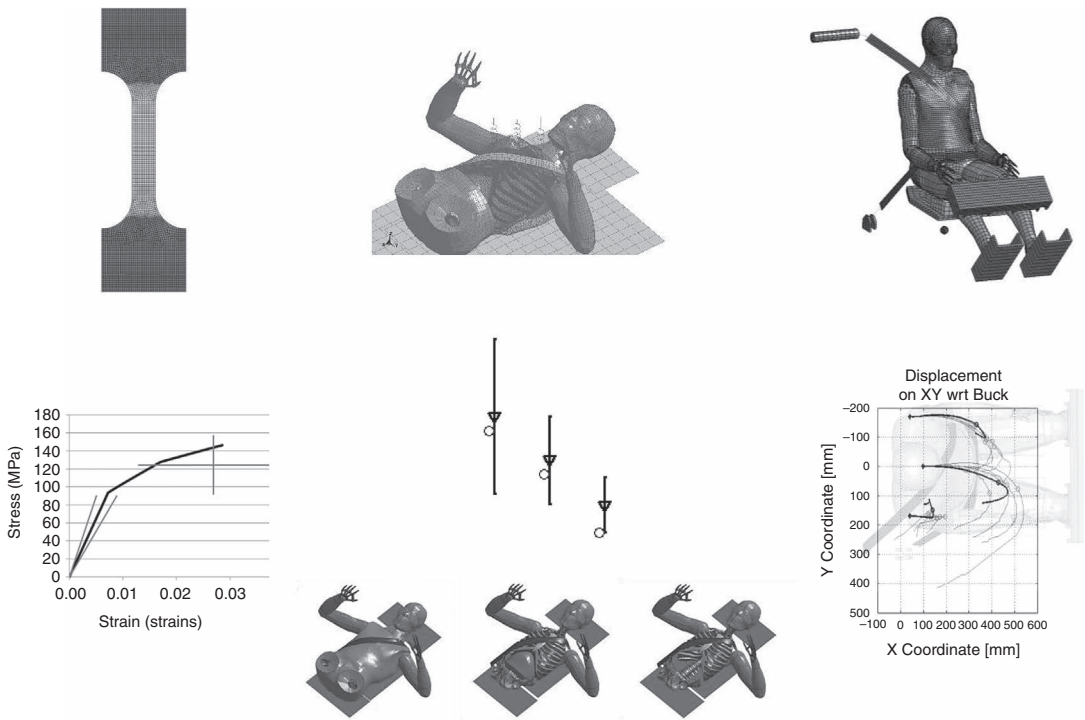 180
160
140
120
100
80
60
40
20
0
Stress (MPa)
0.00 0.01 0.02 0.03
Strain (strains)
Displacement
on XY wrt Buck
–200
–100
0
100
200
300
400
500
Y Coordinate [mm]
–100 0 100 200 300 400 500 600
X Coordinate [mm]